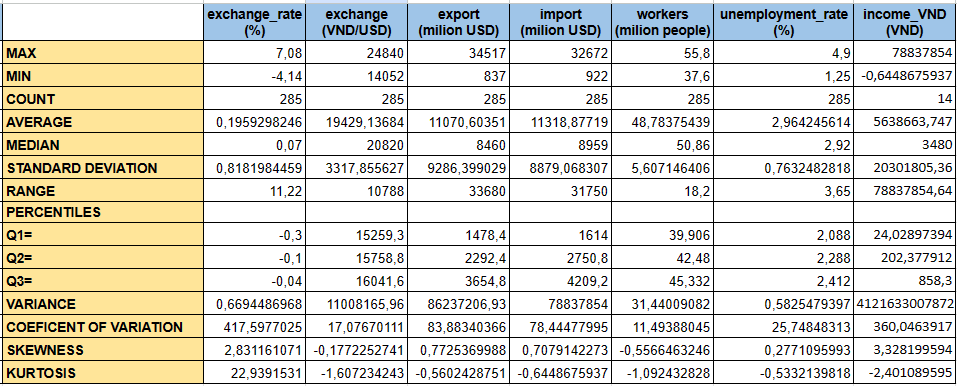 exchange_rate exchange export import workers unemployment_rate income_VND
(%) (VND/USD) (milion USD) (milion USD) (milion people) (%) (VND)
MAX 7,08 24840 34517 32672 55,8 4,9 78837854
MIN -4,14 14052 837 922 37,6 1,25 -0,6448675937
COUNT 285 285 285 285 285 285 14
AVERAGE 0,1959298246 19429,13684 11070,60351 11318,87719 48,78375439 2,964245614 5638663,747
MEDIAN 0,07 20820 8460 8959 50,86 2,92 3480
STANDARD DEVIATION 0,8181984459 3317,855627 9286,399029 8879,068307 5,607146406 0,7632482818 20301805,36
RANGE 11,22 10788 33680 31750 18,2 3,65 78837854,64
PERCENTILES
Q1= -0,3 15259,3 1478,4 1614 39,906 2,088 24,02897394
Q2= -0,1 15758,8 2292,4 2750,8 42,48 2,288 202,377912
Q3= -0,04 16041,6 3654,8 4209,2 45,332 2,412 858,3
VARIANCE 0,6694486968 11008165,96 86237206,93 78837854 31,44009082 0,5825479397 4121633007872
COEFICENT OF VARIATION 417,5977025 17,07670111 83,88340366 78,44477995 11,49388045 25,74848313 360,0463917
SKEWNESS 2,831161071 -0,1772252741 0,7725369988 0,7079142273 -0,5566463246 0,2771095993 3,328199594
KURTOSIS 22,9391531 -1,607234243 -0,5602428751 -0,6448675937 -1,092432828 -0,5332139818 -2,401089595